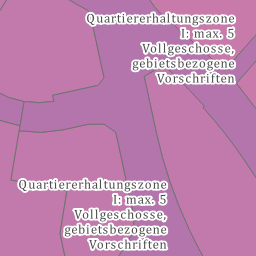 Quartiererhaltungszone
I: max. 5
Vollgeschosse,
gebietsbezogene
Vorschriften
Quartiererhaltungszone
I: max. 5
Vollgeschosse,
gebietsbezogene
Vorschriften